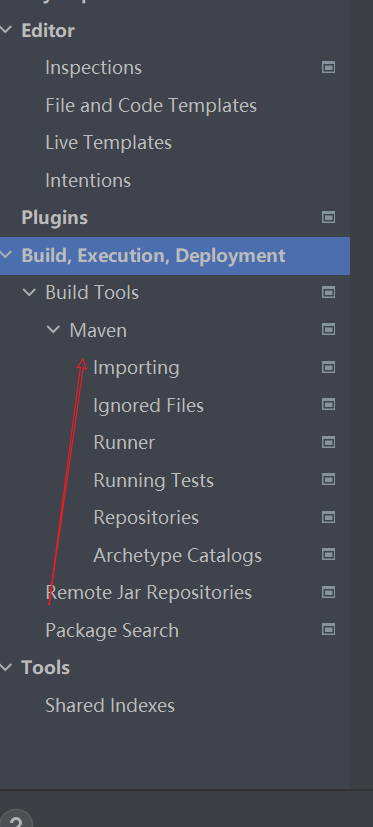 Editor
Inspections
File and Code Templates
Live Templates
Intentions
Plugins
Build, Execution, Deployment
Build Tools
Maven
Importing
Ignored Files
Runner
Running Tests
Repositories
Archetype Catalogs
Remote Jar Repositories
Package Search
Tools
Shared Indexes
?